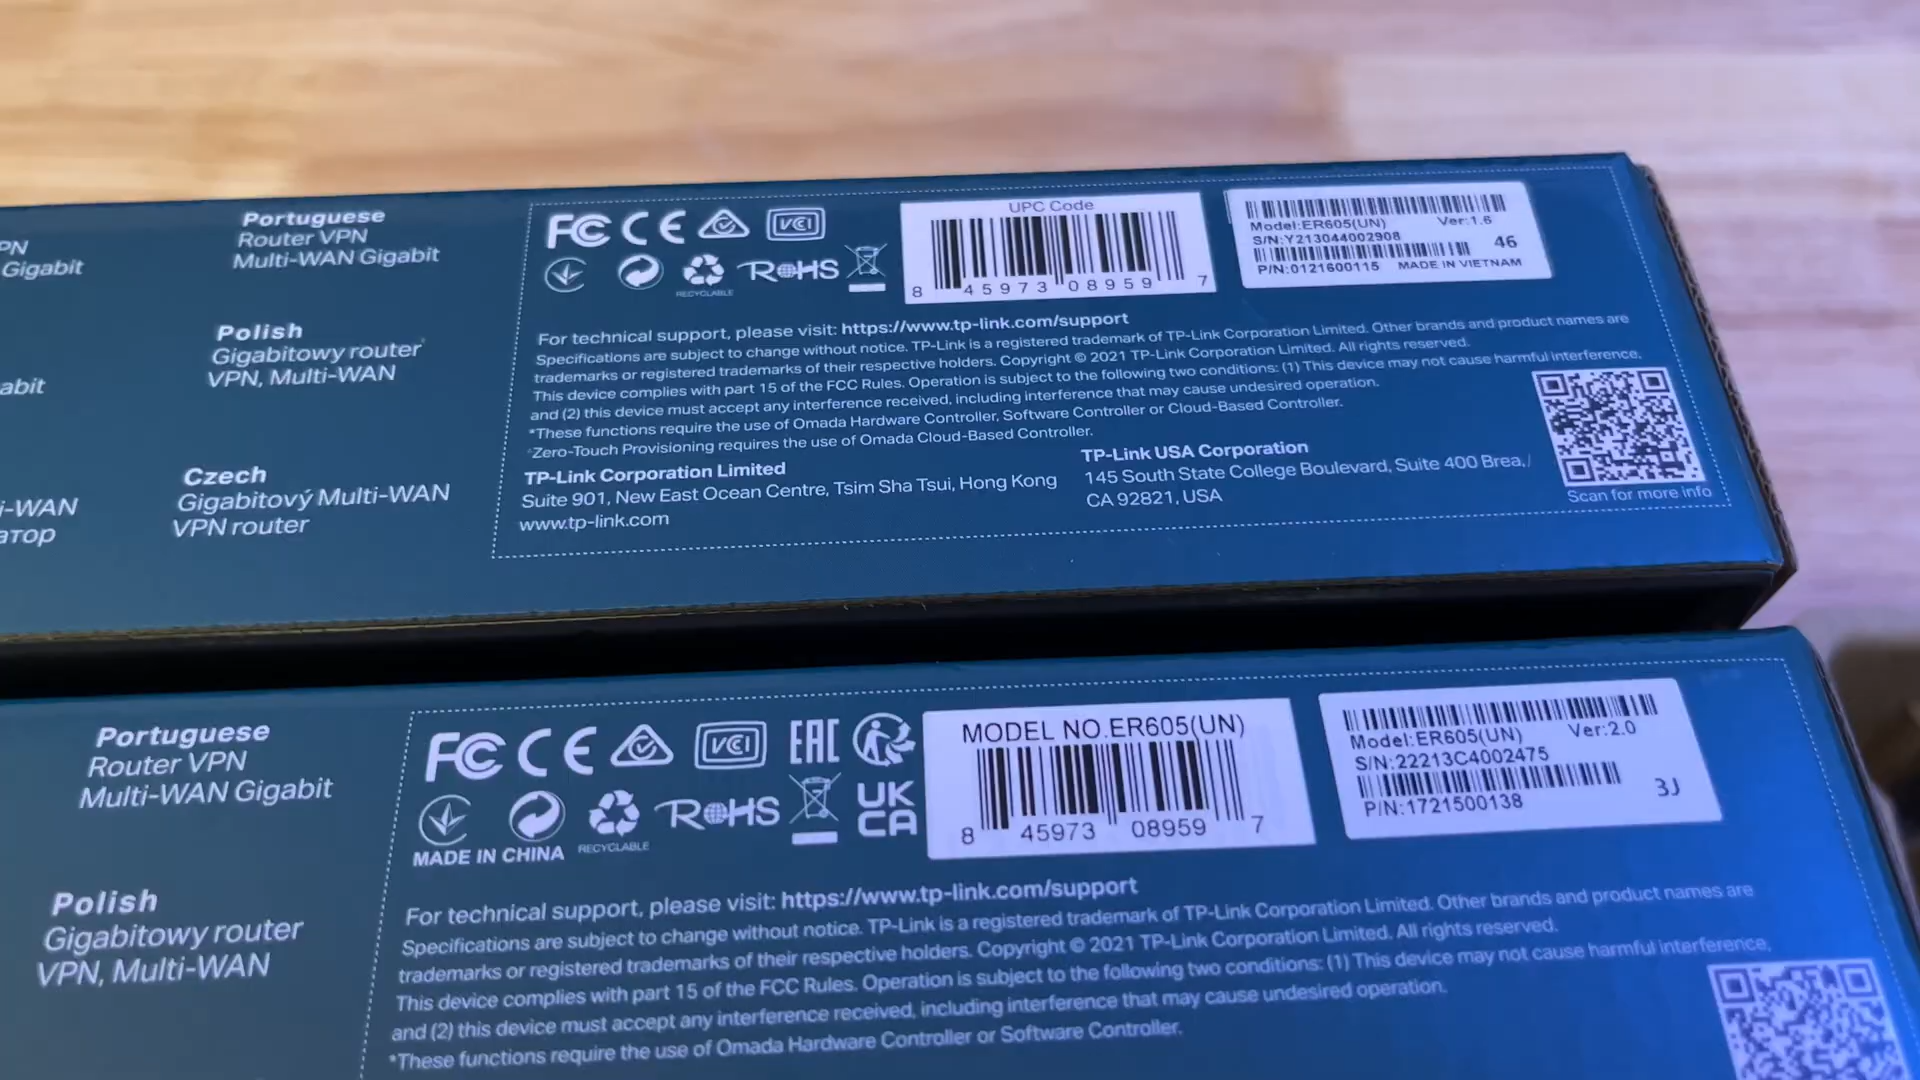 PN
Gigabit
abit
i-WAN
атор
Portuguese
Router VPN
Multi-WAN Gigabit
Polish
Gigabitowy router
VPN, Multi-WAN
Czech
Gigabitový Multi-WAN
VPN router
FC CE VCI
RECYCLABLE
RoHS
UPC Code
8 45973 08959 7
Model:ER605(UN) Ver:1.6
S/N:Y213044002908
46
P/N:0121600115 MADE IN VIETNAM
For technical support, please visit: https://www.tp-link.com/support
Specifications are subject to change without notice. TP-Link is a registered trademark of TP-Link Corporation Limited. Other brands and product names are
trademarks or registered trademarks of their respective holders. Copyright © 2021 TP-Link Corporation Limited. All rights reserved.
This device complies with part 15 of the FCC Rules. Operation is subject to the following two conditions: (1) This device may not cause harmful interference,
and (2) this device must accept any interference received, including interference that may cause undesired operation.
*These functions require the use of Omada Hardware Controller, Software Controller or Cloud-Based Controller.
Zero-Touch Provisioning requires the use of Omada Cloud-Based Controller.
TP-Link Corporation Limited
Suite 901, New East Ocean Centre, Tsim Sha Tsui, Hong Kong
www.tp-link.com
TP-Link USA Corporation
145 South State College Boulevard, Suite 400 Brea,/
CA 92821, USA
Scan for more info
Portuguese
Router VPN
Multi-WAN Gigabit
Polish
Gigabitowy router
VPN, Multi-WAN
FC CE VCI EAC
RECYCLABLE
RoHS
UK
CA
MADE IN CHINA
MODEL NO.ER605(UN)
8 45973 08959 7
Model:ER605(UN) Ver:2.0
S/N:22213C4002475
P/N:1721500138
3J
For technical support, please visit: https://www.tp-link.com/support
Specifications are subject to change without notice. TP-Link is a registered trademark of TP-Link Corporation Limited. Other brands and product names are
trademarks or registered trademarks of their respective holders. Copyright © 2021 TP-Link Corporation Limited. All rights reserved.
This device complies with part 15 of the FCC Rules. Operation is subject to the following two conditions: (1) This device may not cause harmful interference,
and (2) this device must accept any interference received, including interference that may cause undesired operation.
*These functions require the use of Omada Hardware Controller or Software Controller.